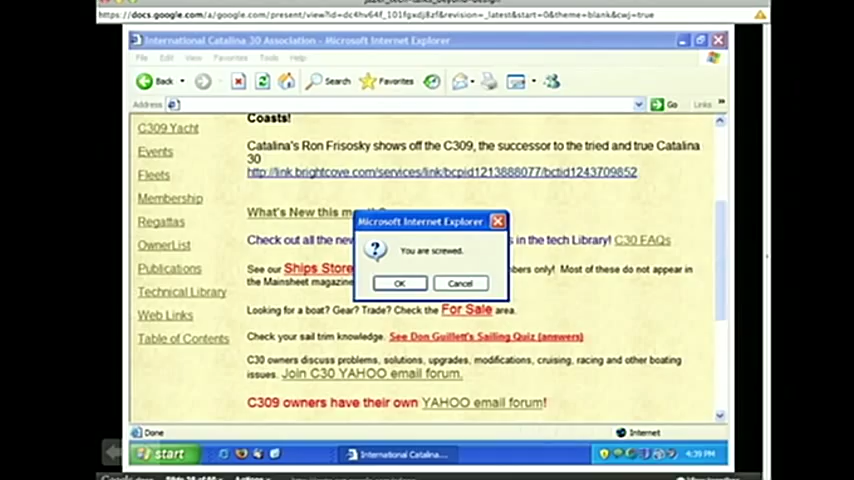 https://docs.google.com/a/google.com/present/view?id=dc4hv64f_101fgxdj8zf&revision=_latest&start=0&theme=blank&cwj=true
International Catalina 30 Association - Microsoft Internet Explorer
File Edit View Favorites Tools Help
Back Search Favorites
Address Go Links »
C309 Yacht
Events
Fleets
Membership
Regattas
OwnerList
Publications
Technical Library
Web Links
Table of Contents
Coasts!
Catalina's Ron Frisosky shows off the C309, the successor to the tried and true Catalina
30
http://link.brightcove.com/services/link/bcpid1213888077/bctid1243709852
What's New this
Check out all the new s in the tech Library! C30 FAQs
See our Ships Store mbers only! Most of these do not appear
in the Mainsheet magazine
Looking for a boat? Gear? Trade? Check the For Sale area.
Check your sail trim knowledge. See Don Guillett's Sailing Quiz (answers)
C30 owners discuss problems, solutions, upgrades, modifications, cruising, racing and other boating
issues. Join C30 YAHOO email forum.
C309 owners have their own YAHOO email forum!
Microsoft Internet Explorer
You are screwed.
OK Cancel
Done Internet
start International Catalina... 4:39 PM